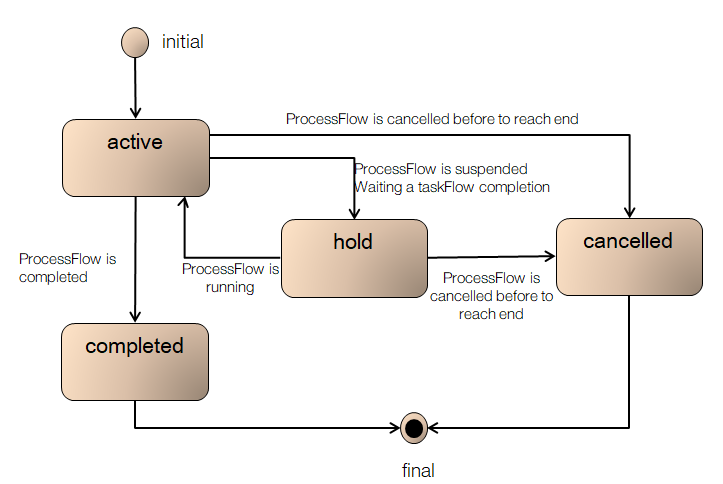 initial
ProcessFlow is cancelled before to reach end
active
ProcessFlow is suspended
Waiting a taskFlow completion
hold
cancelled
ProcessFlow is
completed
ProcessFlow is
running
ProcessFlow is
cancelled before to
reach end
completed
final